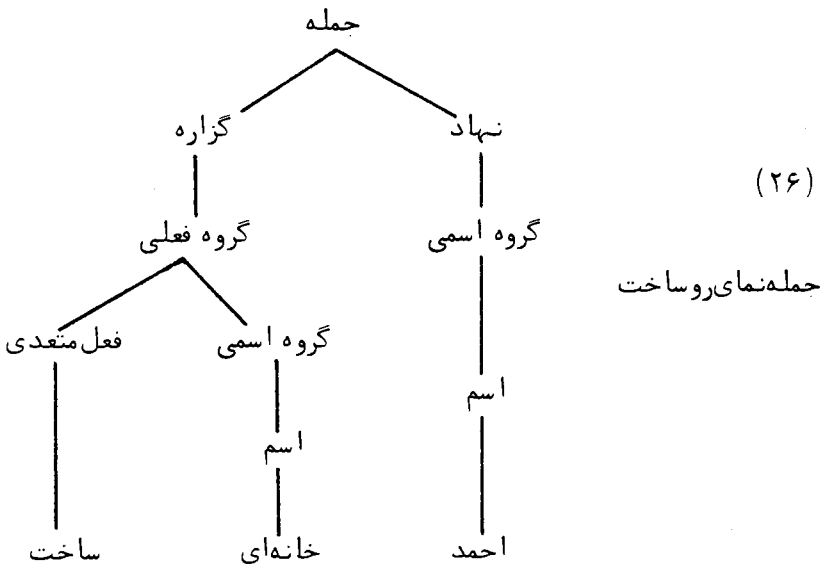 جمله
نهاد گزاره
(۲۶)
گروه اسمی گروه فعلی
جمله‌نمای روساخت
گروه اسمی فعل متعدی
اسم
اسم
احمد خانه‌ای ساخت